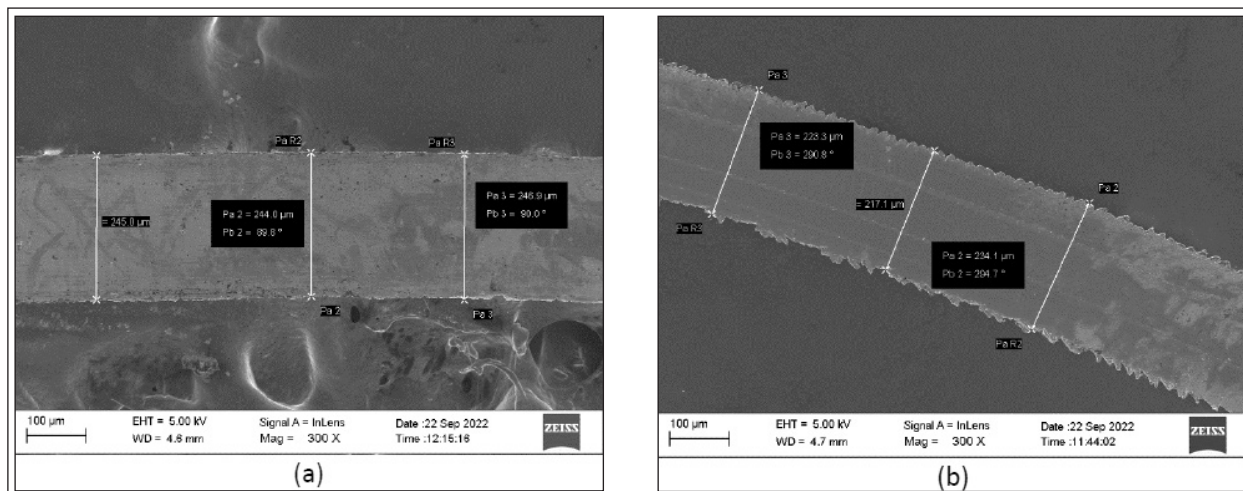 Pa R2
Pa R3
= 245.8 µm
Pa 2 = 244.0 µm
Pb 2 = 89.8 °
Pa 3 = 246.9 µm
Pb 3 = 90.0 °
Pa 2
Pa 3
100 µm
EHT = 5.00 kV
WD = 4.6 mm
Signal A = InLens
Mag = 300 X
Date :22 Sep 2022
Time :12:15:16
ZEISS
(a)
Pa 3
Pa 3 = 223.3 µm
Pb 3 = 290.8 °
Pa 2
= 217.1 µm
Pa R3
Pa 2 = 234.1 µm
Pb 2 = 294.7 °
Pa R2
100 µm
EHT = 5.00 kV
WD = 4.7 mm
Signal A = InLens
Mag = 300 X
Date :22 Sep 2022
Time :11:44:02
ZEISS
(b)